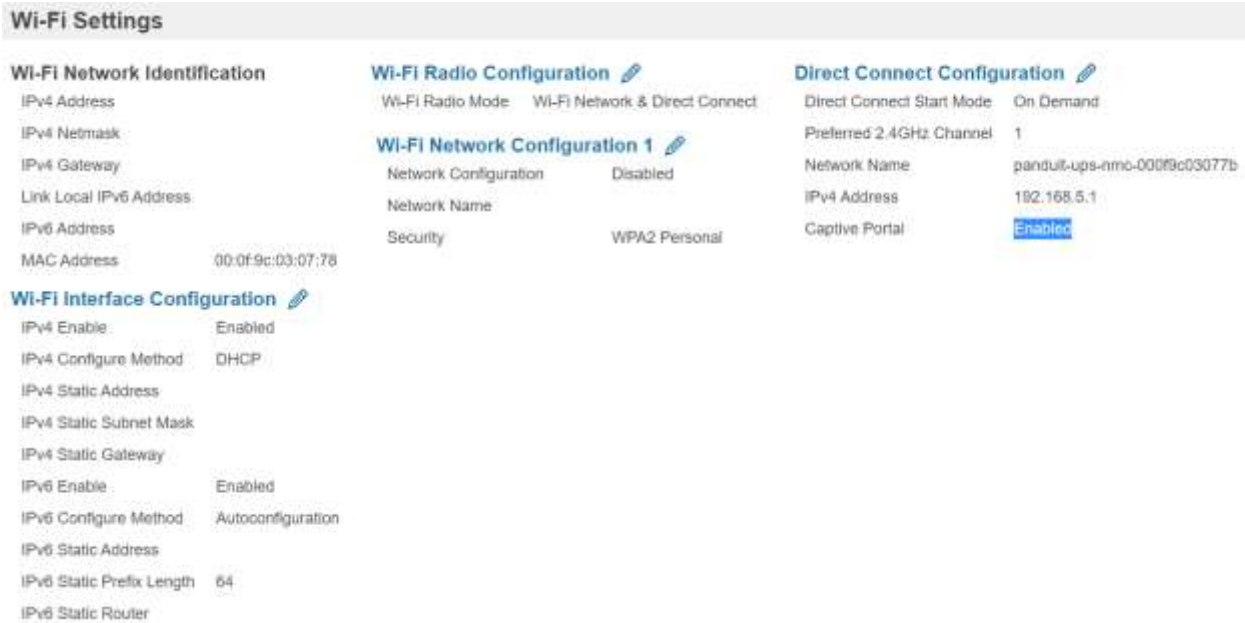 Wi-Fi Settings
Wi-Fi Network Identification
IPv4 Address
IPv4 Netmask
IPv4 Gateway
Link Local IPv6 Address
IPv6 Address
MAC Address 00:0f:9c:03:07:78
Wi-Fi Interface Configuration
IPv4 Enable Enabled
IPv4 Configure Method DHCP
IPv4 Static Address
IPv4 Static Subnet Mask
IPv4 Static Gateway
IPv6 Enable Enabled
IPv6 Configure Method Autoconfiguration
IPv6 Static Address
IPv6 Static Prefix Length 64
IPv6 Static Router
Wi-Fi Radio Configuration
Wi-Fi Radio Mode Wi-Fi Network & Direct Connect
Wi-Fi Network Configuration 1
Network Configuration Disabled
Network Name
Security WPA2 Personal
Direct Connect Configuration
Direct Connect Start Mode On Demand
Preferred 2.4GHz Channel 1
Network Name panduit-ups-nmc-000f9c03077b
IPv4 Address 192.168.5.1
Captive Portal Enabled